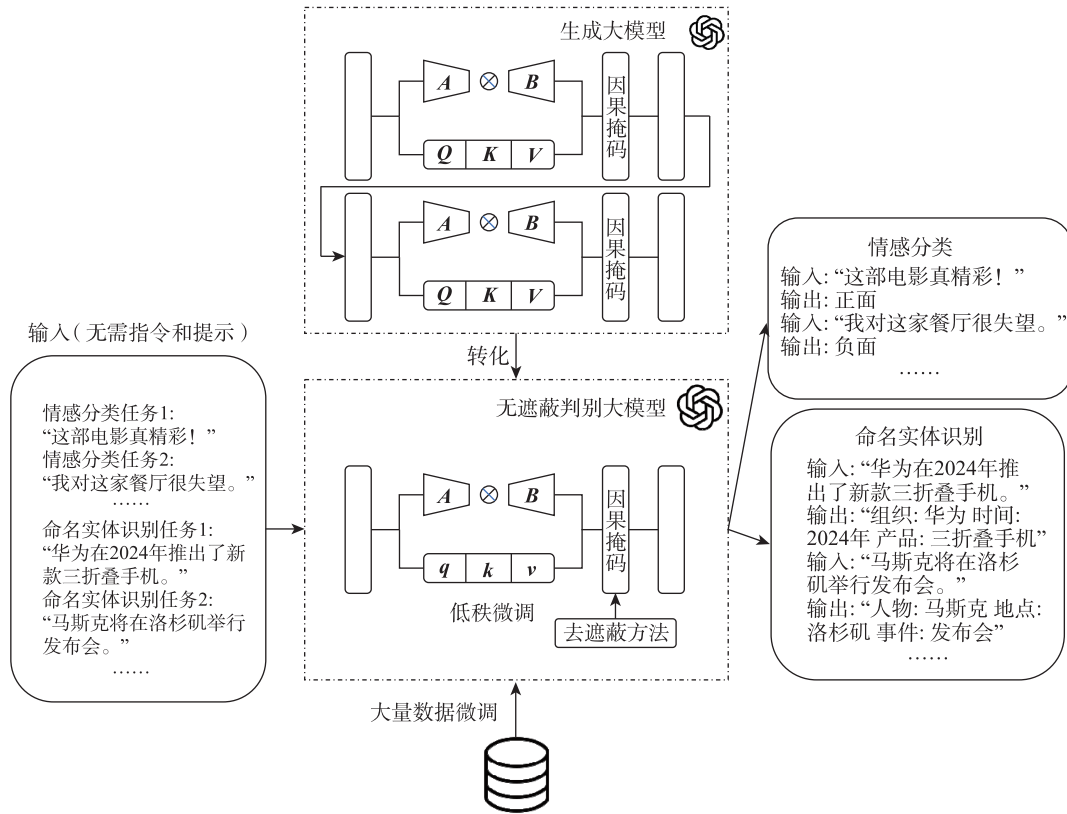 生成大模型
A
B
Q K V
因果掩码
A
B
Q K V
因果掩码
转化
输入(无需指令和提示)
情感分类任务1:
“这部电影真精彩！”
情感分类任务2:
“我对这家餐厅很失望。”
……
命名实体识别任务1:
“华为在2024年推出了新
款三折叠手机。”
命名实体识别任务2:
“马斯克将在洛杉矶举行
发布会。”
……
无遮蔽判别大模型
A
B
q k v
因果掩码
低秩微调
去遮蔽方法
大量数据微调
情感分类
输入: “这部电影真精彩！”
输出: 正面
输入: “我对这家餐厅很失望。”
输出: 负面
……
命名实体识别
输入: “华为在2024年推
出了新款三折叠手机。”
输出: “组织: 华为 时间:
2024年 产品: 三折叠手机”
输入: “马斯克将在洛杉
矶举行发布会。”
输出: “人物: 马斯克 地点:
洛杉矶 事件: 发布会”
……